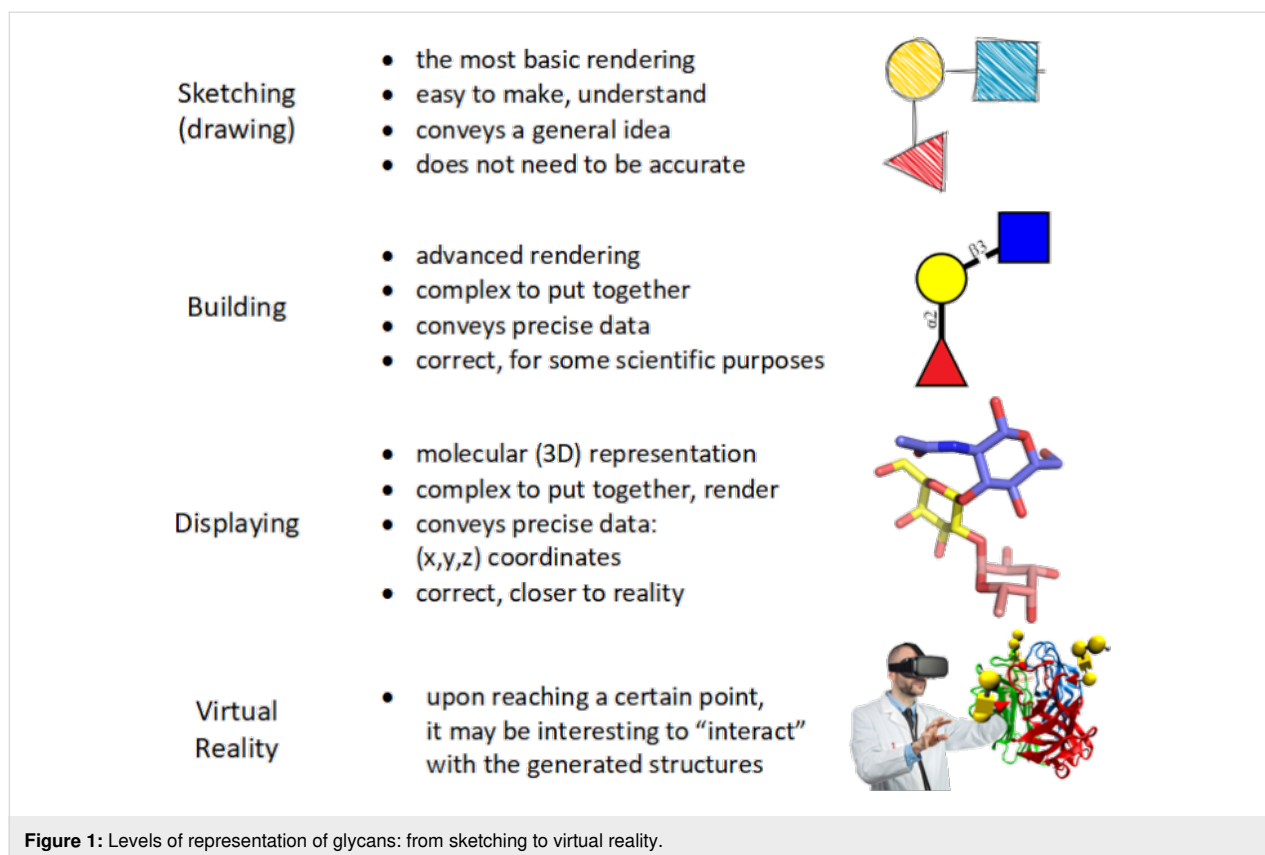 Sketching
(drawing)
• the most basic rendering
• easy to make, understand
• conveys a general idea
• does not need to be accurate
Building
• advanced rendering
• complex to put together
• conveys precise data
• correct, for some scientific purposes
β3
α2
Displaying
• molecular (3D) representation
• complex to put together, render
• conveys precise data:
(x,y,z) coordinates
• correct, closer to reality
Virtual
Reality
• upon reaching a certain point,
it may be interesting to “interact”
with the generated structures
Figure 1: Levels of representation of glycans: from sketching to virtual reality.